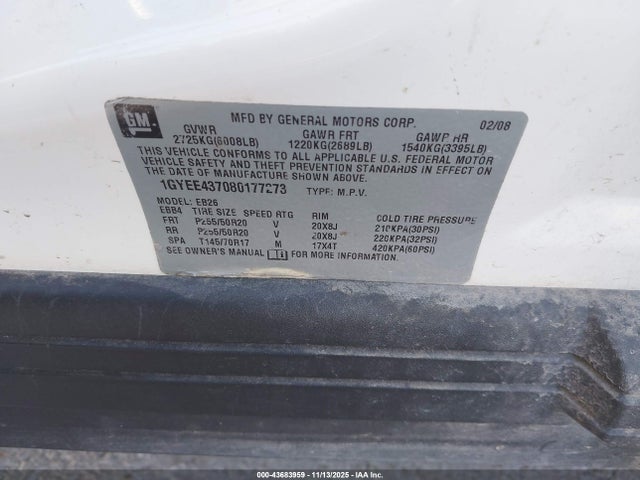 GM
MFD BY GENERAL MOTORS CORP. 02/08
GVWR GAWR FRT GAWR RR
2725KG(6008LB) 1220KG(2689LB) 1540KG(3395LB)
THIS VEHICLE CONFORMS TO ALL APPLICABLE U.S. FEDERAL MOTOR
VEHICLE SAFETY AND THEFT PREVENTION STANDARDS IN EFFECT ON
THE DATE OF MANUFACTURE SHOWN ABOVE.
1GYEE437080177273 TYPE: M.P.V.
MODEL: EB26
EBB4 TIRE SIZE SPEED RTG RIM COLD TIRE PRESSURE
FRT P255/50R20 V 20X8J 210KPA(30PSI)
RR P255/50R20 V 20X8J 220KPA(32PSI)
SPA T145/70R17 M 17X4T 420KPA(60PSI)
SEE OWNER'S MANUAL FOR MORE INFORMATION.
000-43683959 - 11/13/2025 - IAA Inc.